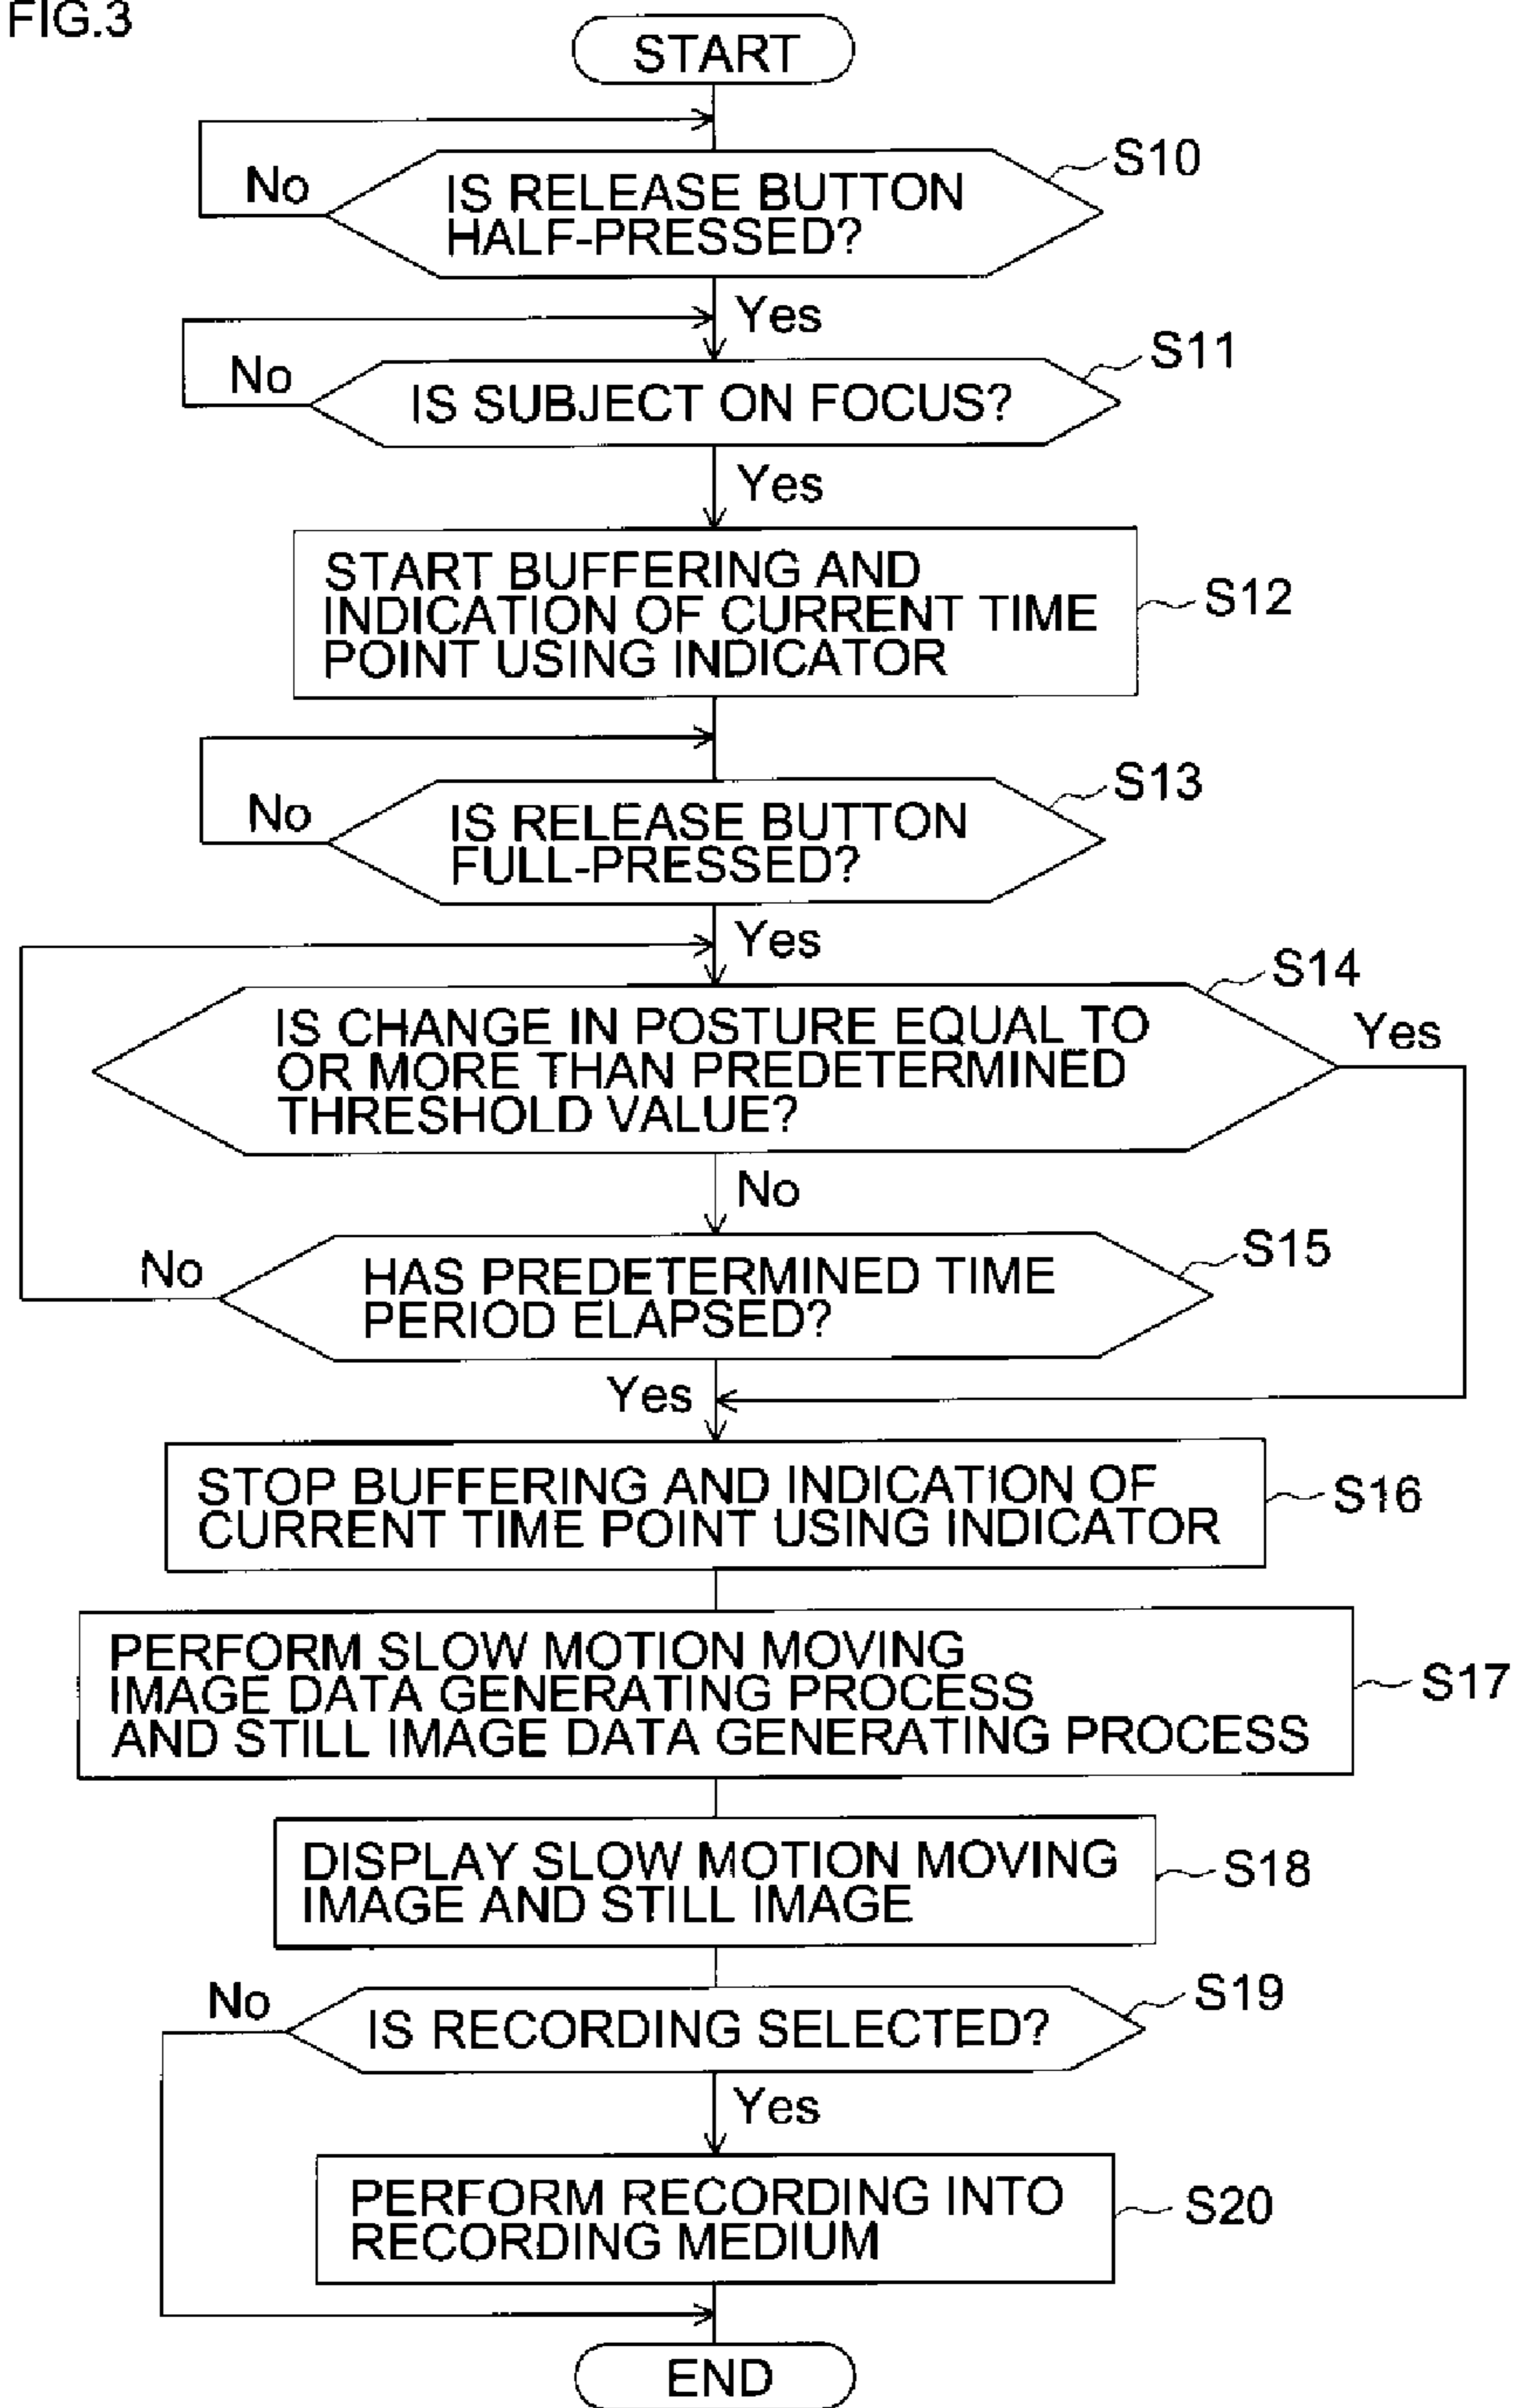 FIG.3
START
S10
No
IS RELEASE BUTTON
HALF-PRESSED?
Yes
S11
No
IS SUBJECT ON FOCUS?
Yes
START BUFFERING AND
INDICATION OF CURRENT TIME
POINT USING INDICATOR
S12
S13
No
IS RELEASE BUTTON
FULL-PRESSED?
Yes
S14
IS CHANGE IN POSTURE EQUAL TO
OR MORE THAN PREDETERMINED
THRESHOLD VALUE?
Yes
No
S15
No
HAS PREDETERMINED TIME
PERIOD ELAPSED?
Yes
STOP BUFFERING AND INDICATION OF
CURRENT TIME POINT USING INDICATOR
S16
PERFORM SLOW MOTION MOVING
IMAGE DATA GENERATING PROCESS
AND STILL IMAGE DATA GENERATING PROCESS
S17
DISPLAY SLOW MOTION MOVING
IMAGE AND STILL IMAGE
S18
S19
No
IS RECORDING SELECTED?
Yes
PERFORM RECORDING INTO
RECORDING MEDIUM
S20
END